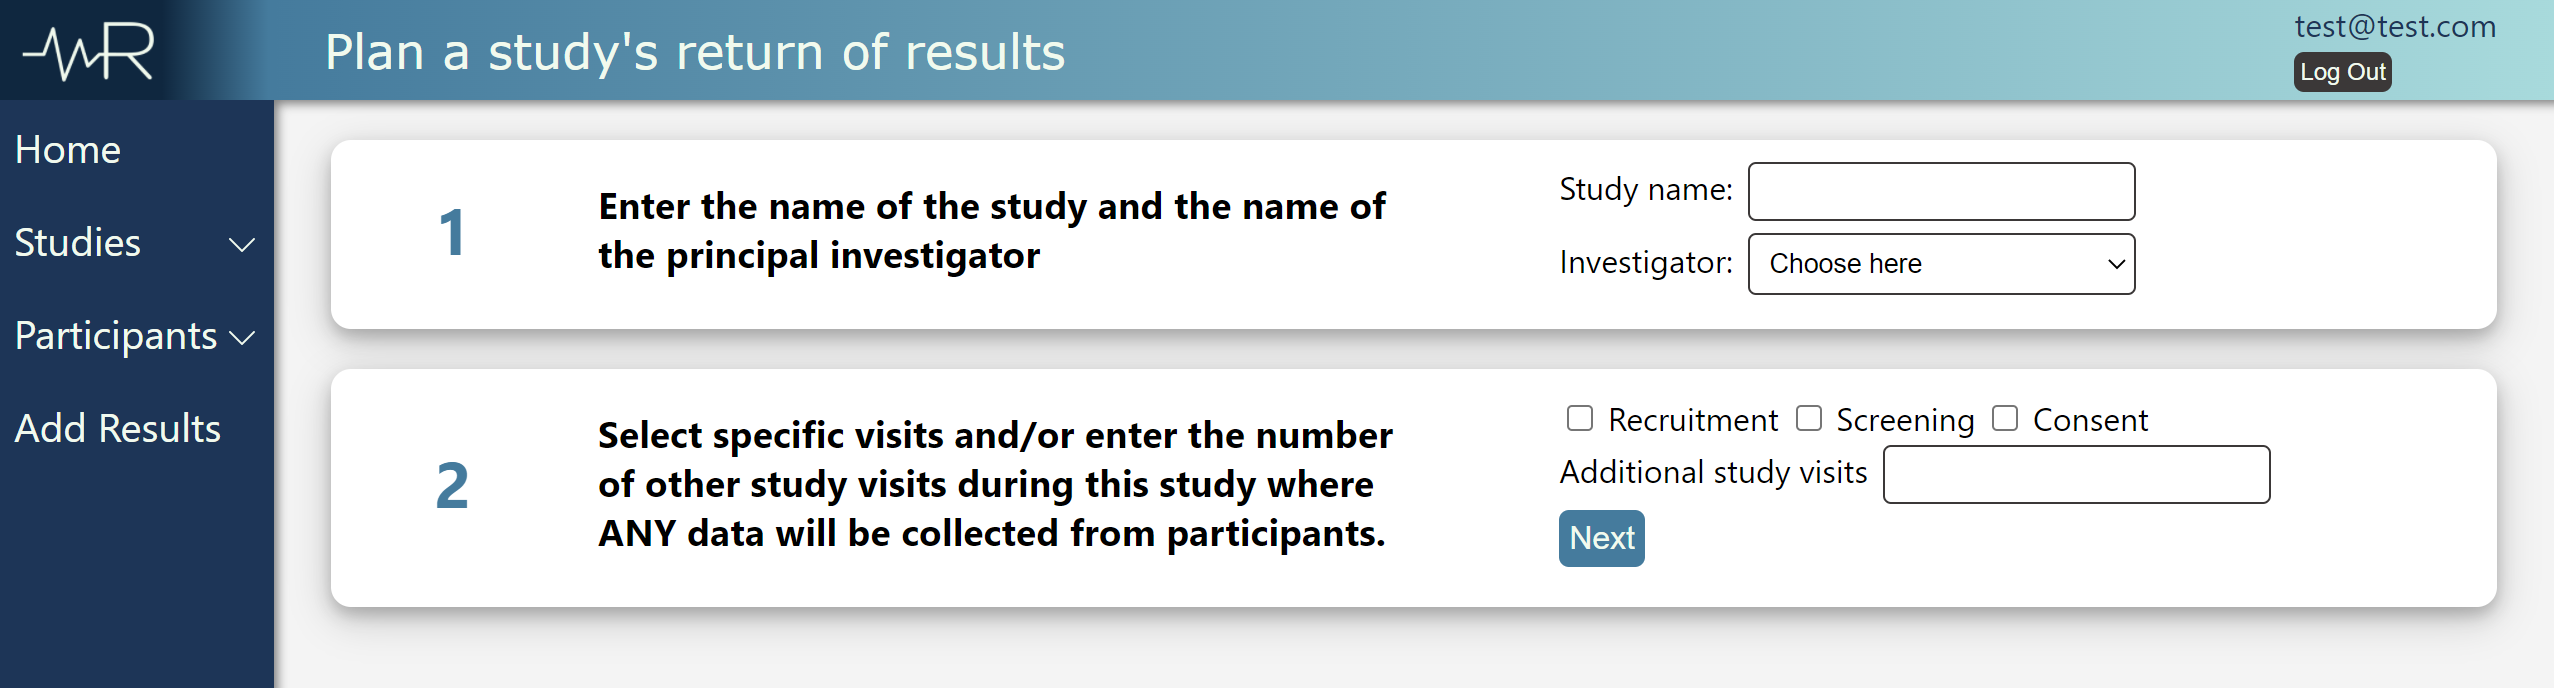 WR
Plan a study's return of results
test@test.com
Log Out
Home
Studies
Participants
Add Results
1
Enter the name of the study and the name of
the principal investigator
Study name:
Investigator:
Choose here
2
Select specific visits and/or enter the number
of other study visits during this study where
ANY data will be collected from participants.
Recruitment
Screening
Consent
Additional study visits
Next